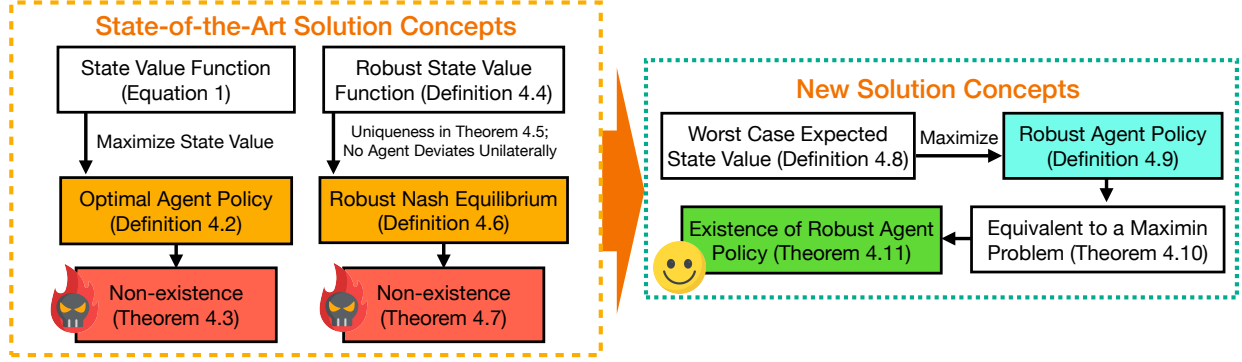 State-of-the-Art Solution Concepts
State Value Function
(Equation 1)
Maximize State Value
Optimal Agent Policy
(Definition 4.2)
Non-existence
(Theorem 4.3)
Robust State Value
Function (Definition 4.4)
Uniqueness in Theorem 4.5;
No Agent Deviates Unilaterally
Robust Nash Equilibrium
(Definition 4.6)
Non-existence
(Theorem 4.7)
New Solution Concepts
Worst Case Expected
State Value (Definition 4.8)
Maximize
Robust Agent Policy
(Definition 4.9)
Equivalent to a Maximin
Problem (Theorem 4.10)
Existence of Robust Agent
Policy (Theorem 4.11)